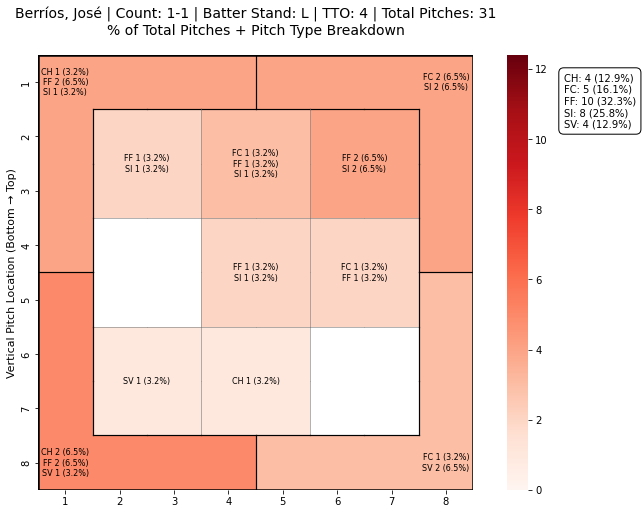 Berríos, José | Count: 1-1 | Batter Stand: L | TTO: 4 | Total Pitches: 31
% of Total Pitches + Pitch Type Breakdown
CH 1 (3.2%)
FF 2 (6.5%)
SI 1 (3.2%)
FC 2 (6.5%)
SI 2 (6.5%)
FF 1 (3.2%)
SI 1 (3.2%)
FC 1 (3.2%)
FF 1 (3.2%)
SI 1 (3.2%)
FF 2 (6.5%)
SI 2 (6.5%)
FF 1 (3.2%)
SI 1 (3.2%)
FC 1 (3.2%)
FF 1 (3.2%)
SV 1 (3.2%)
CH 1 (3.2%)
CH 2 (6.5%)
FF 2 (6.5%)
SV 1 (3.2%)
FC 1 (3.2%)
SV 2 (6.5%)
Vertical Pitch Location (Bottom → Top)
1
2
3
4
5
6
7
8
1 2 3 4 5 6 7 8
12
10
8
6
4
2
0
CH: 4 (12.9%)
FC: 5 (16.1%)
FF: 10 (32.3%)
SI: 8 (25.8%)
SV: 4 (12.9%)